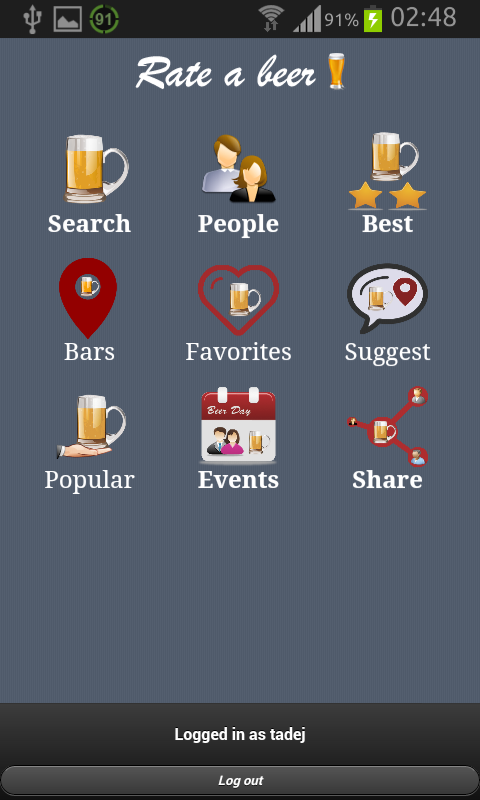 91 91% 02:48
Rate a beer
Search People Best
Bars Favorites Suggest
Beer Day
Popular Events Share
Logged in as tadej
Log out